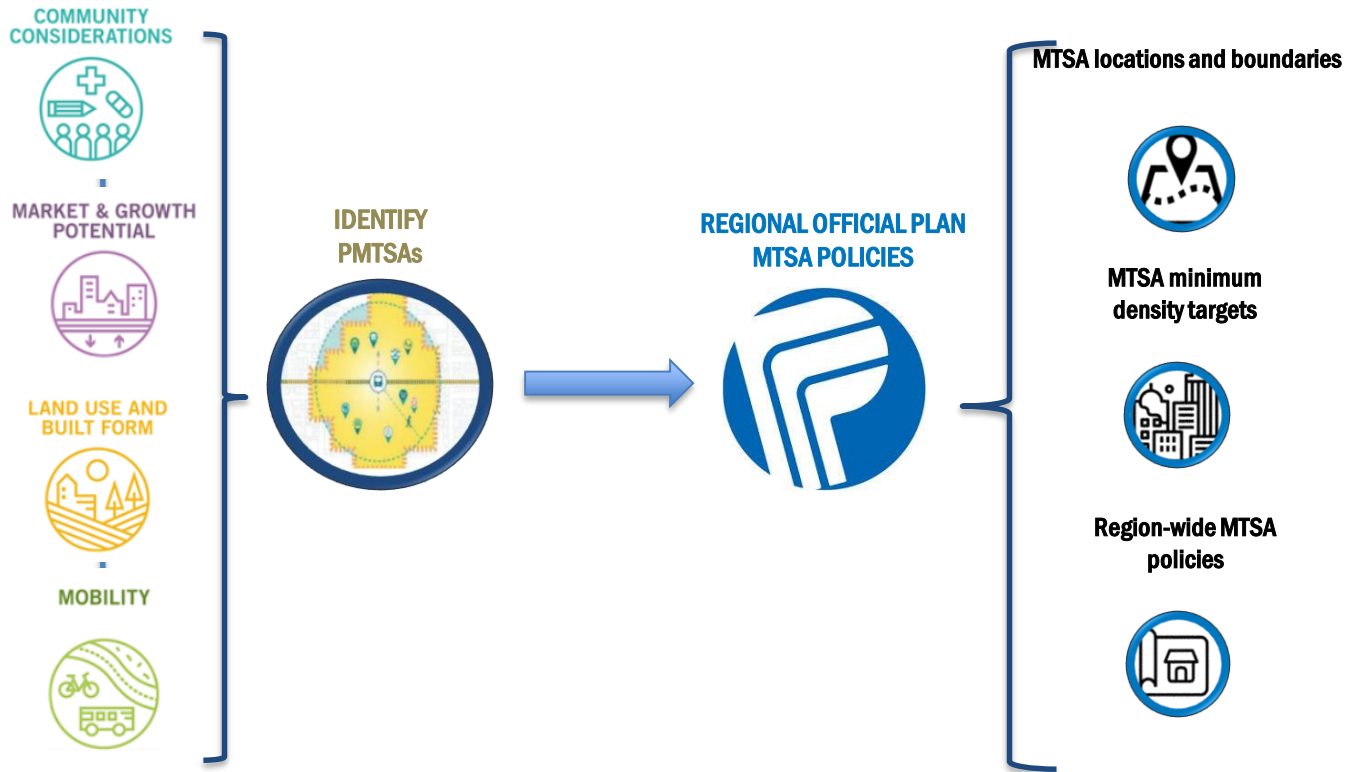 COMMUNITY
CONSIDERATIONS
MARKET & GROWTH
POTENTIAL
LAND USE AND
BUILT FORM
MOBILITY
IDENTIFY
PMTSAs
REGIONAL OFFICIAL PLAN
MTSA POLICIES
MTSA locations and boundaries
MTSA minimum
density targets
Region-wide MTSA
policies